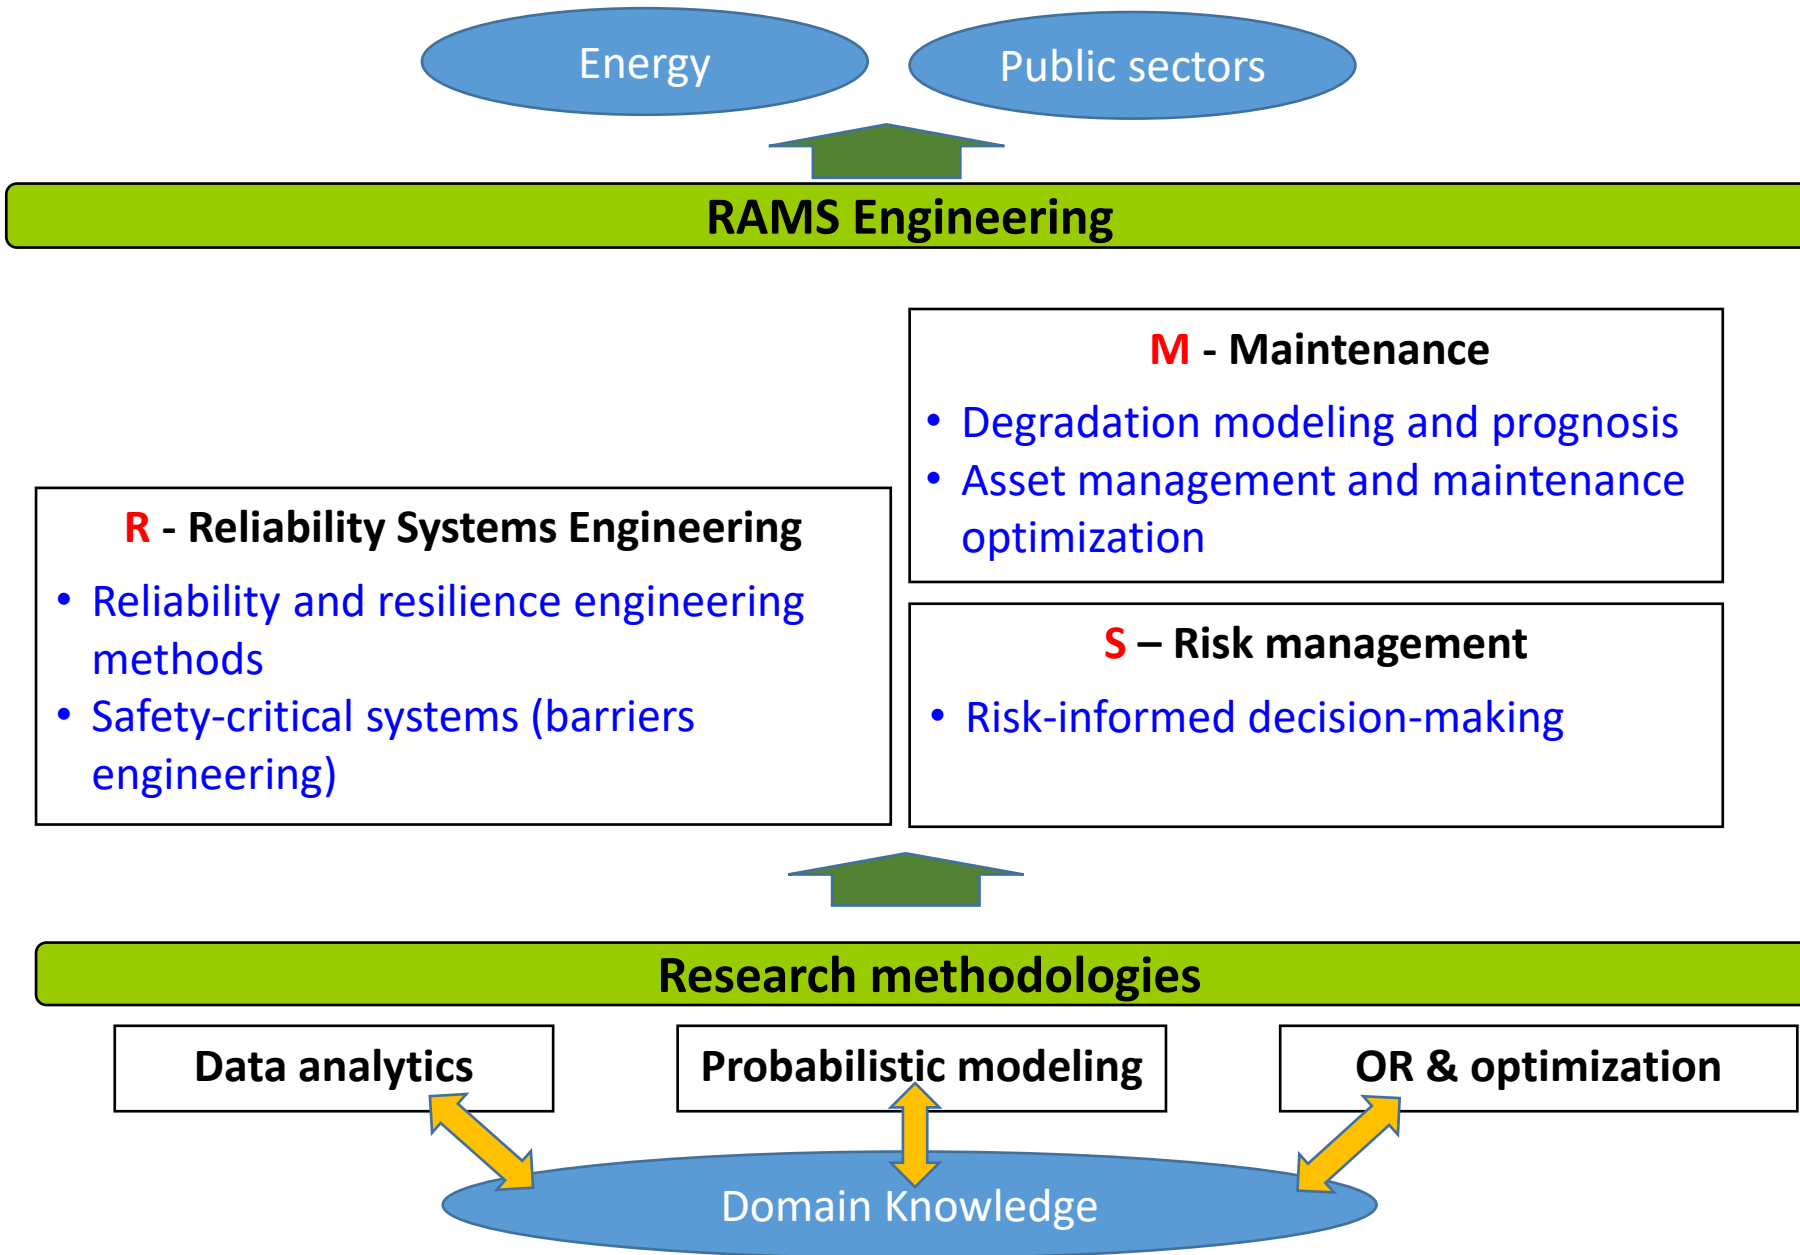 Energy
Public sectors
RAMS Engineering
M - Maintenance
• Degradation modeling and prognosis
• Asset management and maintenance
optimization
R - Reliability Systems Engineering
• Reliability and resilience engineering
methods
• Safety-critical systems (barriers
engineering)
S – Risk management
• Risk-informed decision-making
Research methodologies
Data analytics
Probabilistic modeling
OR & optimization
Domain Knowledge